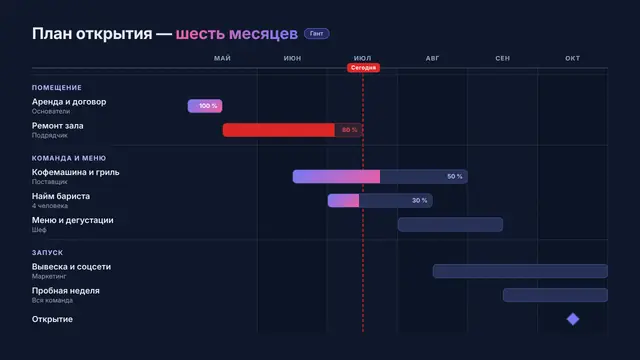 План открытия — шесть месяцев Гант
МАЙ ИЮН ИЮЛ АВГ СЕН ОКТ
Сегодня
ПОМЕЩЕНИЕ
Аренда и договор
Основатели
100 %
Ремонт зала
Подрядчик
80 %
КОМАНДА И МЕНЮ
Кофемашина и гриль
Поставщик
50 %
Найм бариста
4 человека
30 %
Меню и дегустации
Шеф
ЗАПУСК
Вывеска и соцсети
Маркетинг
Пробная неделя
Вся команда
Открытие